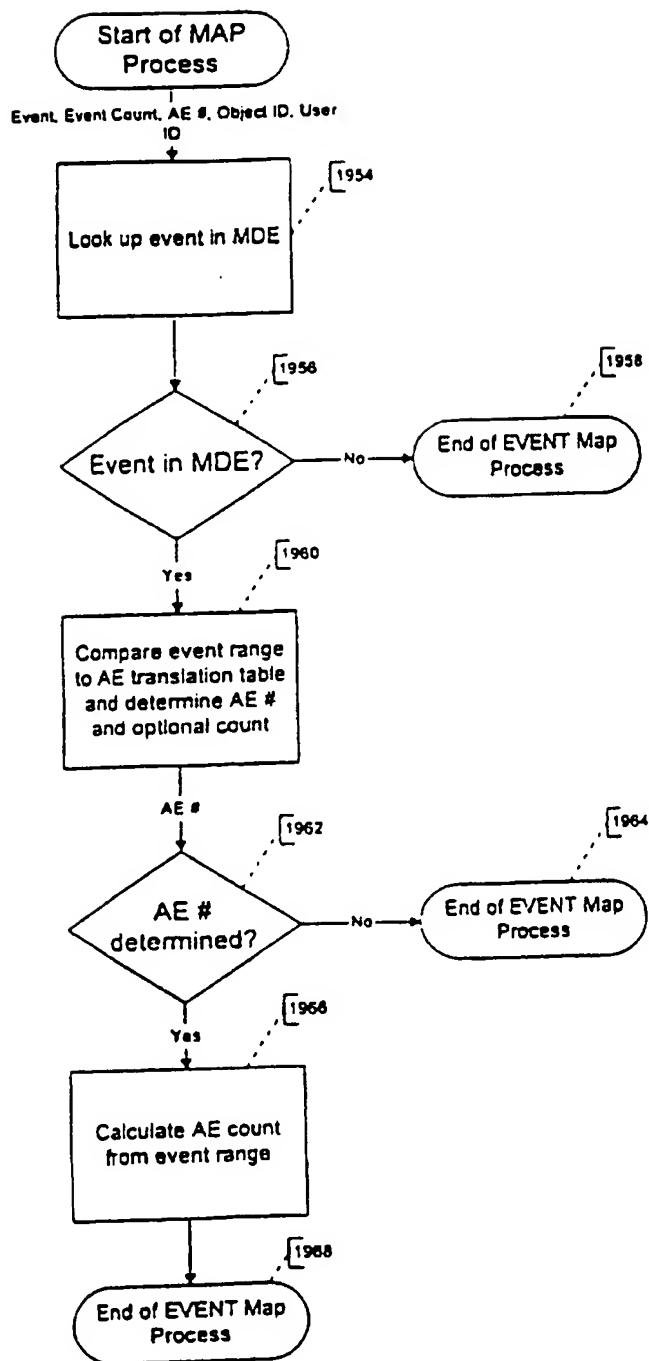 Start of MAP
Process
Event, Event Count, AE #, Object ID, User
ID
1954
Look up event in MDE
1956
1958
Event in MDE?
No
End of EVENT Map
Process
Yes
1960
Compare event range
to AE translation table
and determine AE #
and optional count
AE #
1962
1964
AE #
determined?
No
End of EVENT Map
Process
Yes
1966
Calculate AE count
from event range
1968
End of EVENT Map
Process